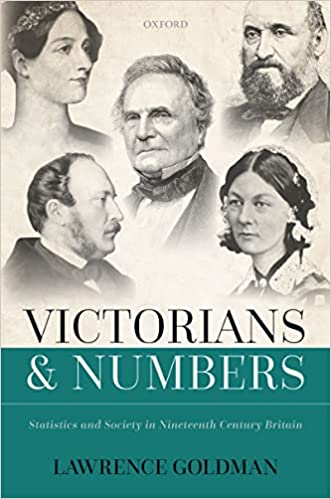 OXFORD
VICTORIANS
& NUMBERS
Statistics and Society in Nineteenth Century Britain
LAWRENCE GOLDMAN